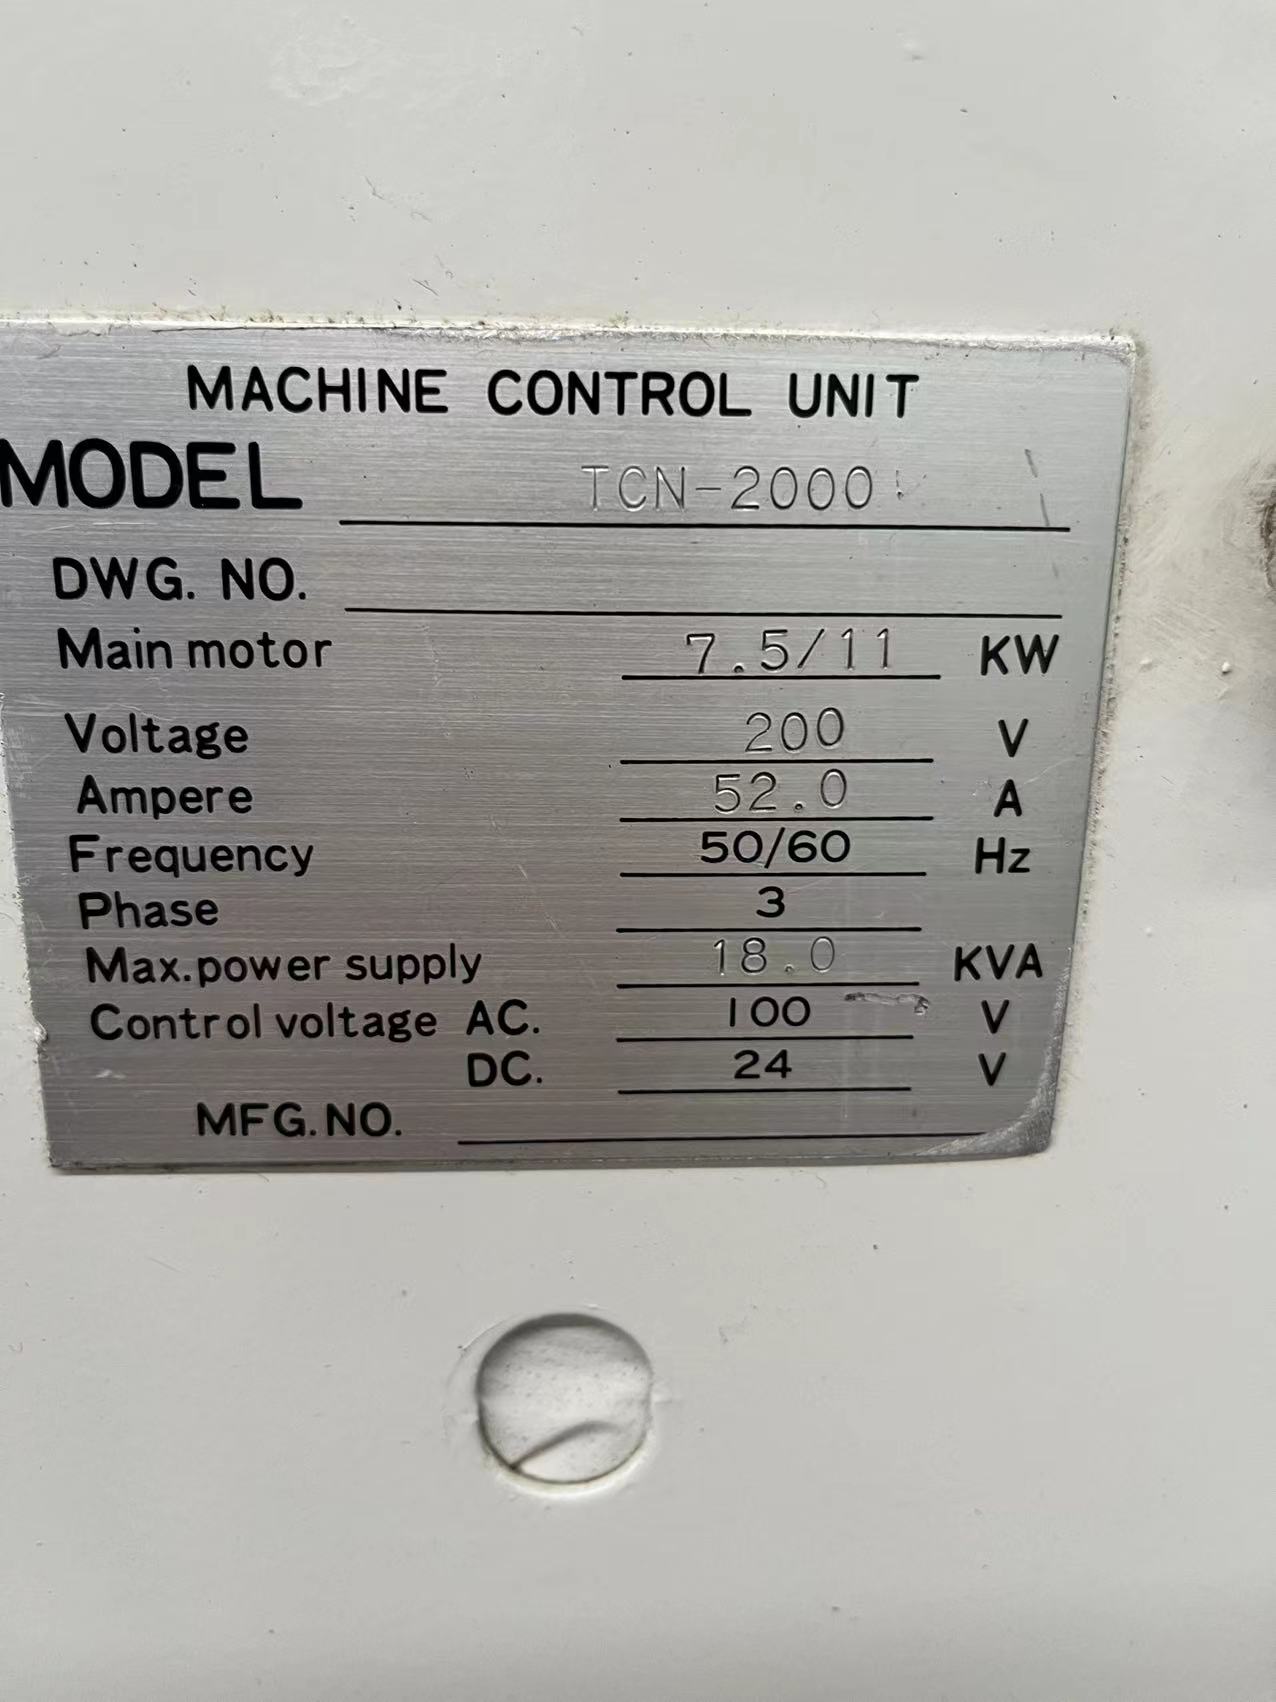 MACHINE CONTROL UNIT
MODEL TCN-2000
DWG. NO.
Main motor 7.5/11 KW
Voltage 200 V
Ampere 52.0 A
Frequency 50/60 Hz
Phase 3
Max. power supply 18.0 KVA
Control voltage AC. 100 V
DC. 24 V
MFG. NO.